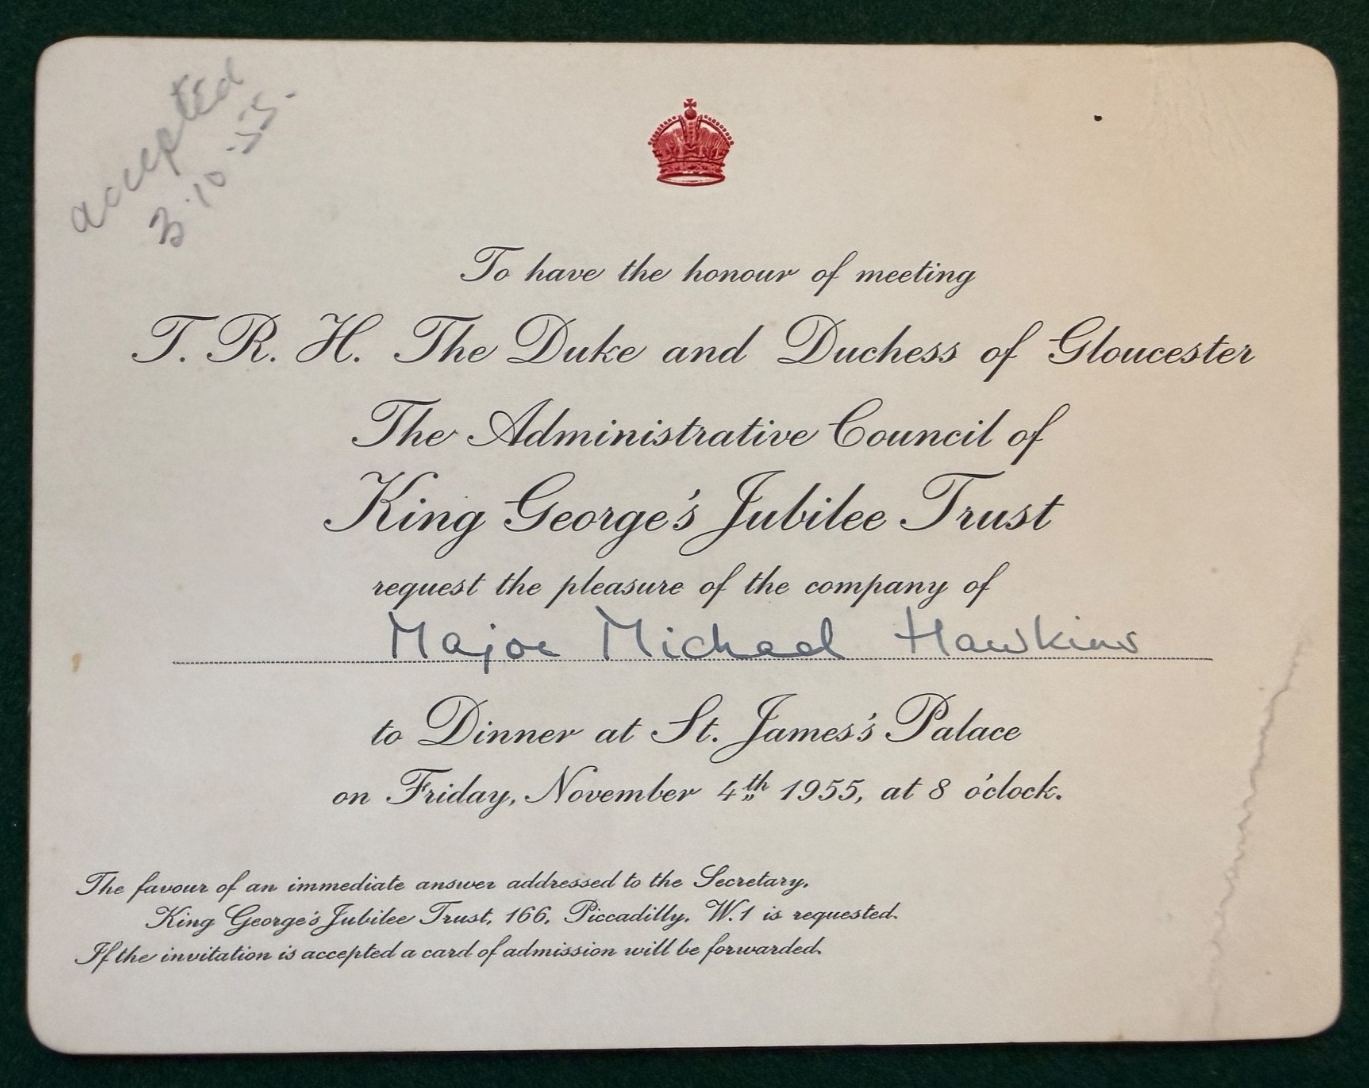 accepted
3.10.55.
To have the honour of meeting
T. R. H. The Duke and Duchess of Gloucester
The Administrative Council of
King George's Jubilee Trust
request the pleasure of the company of
Major Michael Hawkins
to Dinner at St. James's Palace
on Friday, November 4th 1955, at 8 o'clock.
The favour of an immediate answer addressed to the Secretary,
King George's Jubilee Trust, 166, Piccadilly, W.1 is requested.
If the invitation is accepted a card of admission will be forwarded.